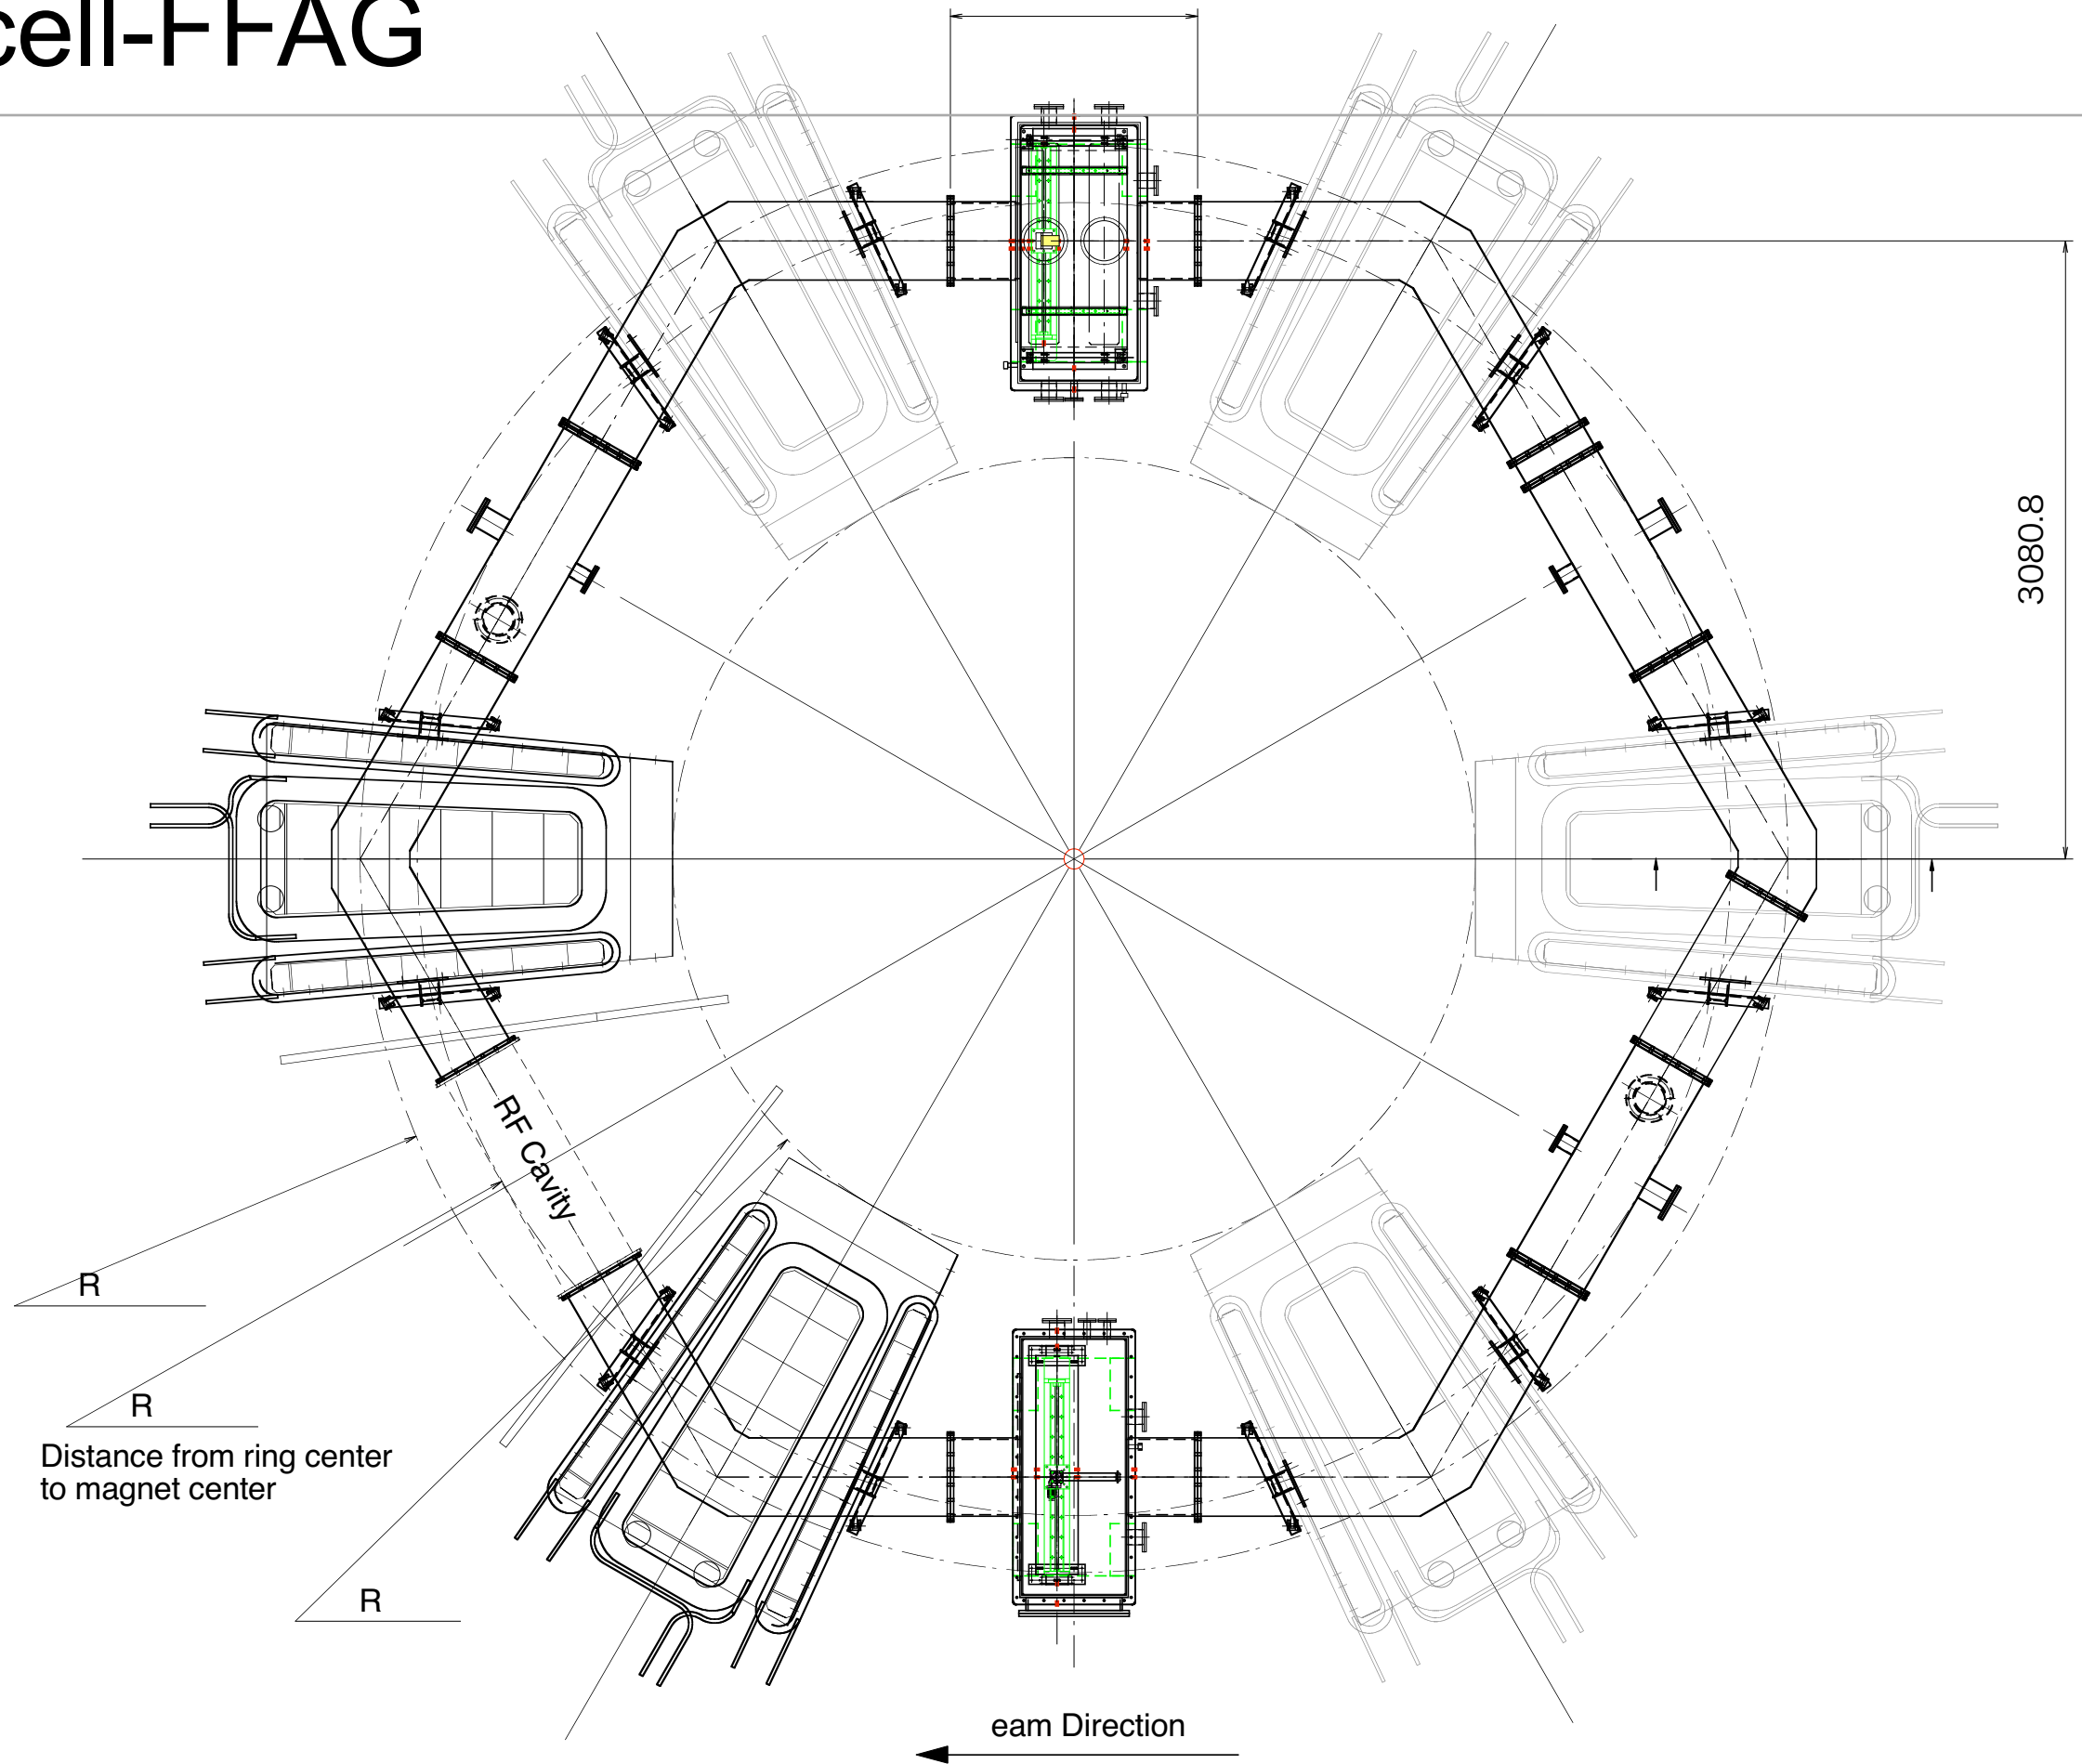 cell-FFAG
3080.8
RF Cavity
R
R
Distance from ring center
to magnet center
R
eam Direction